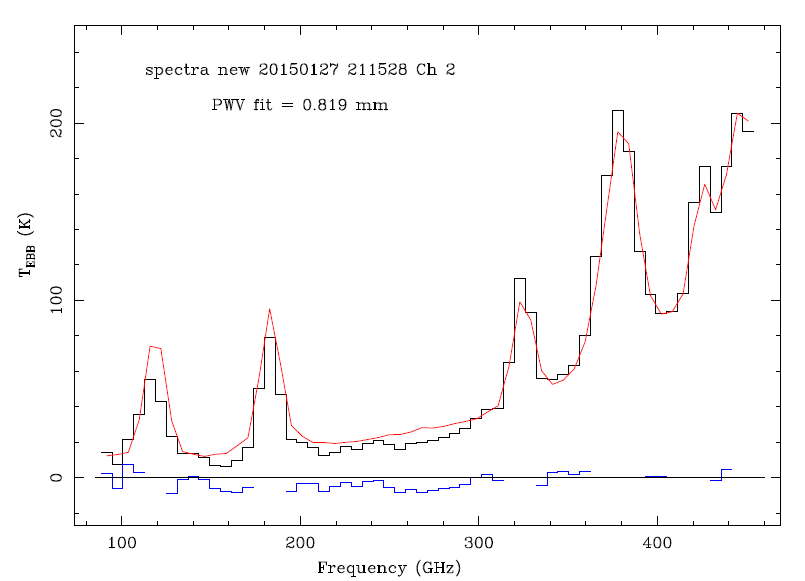 spectra new 20150127 211528 Ch 2
PWV fit = 0.819 mm
200
100
0
T_EBB (K)
100 200 300 400
Frequency (GHz)